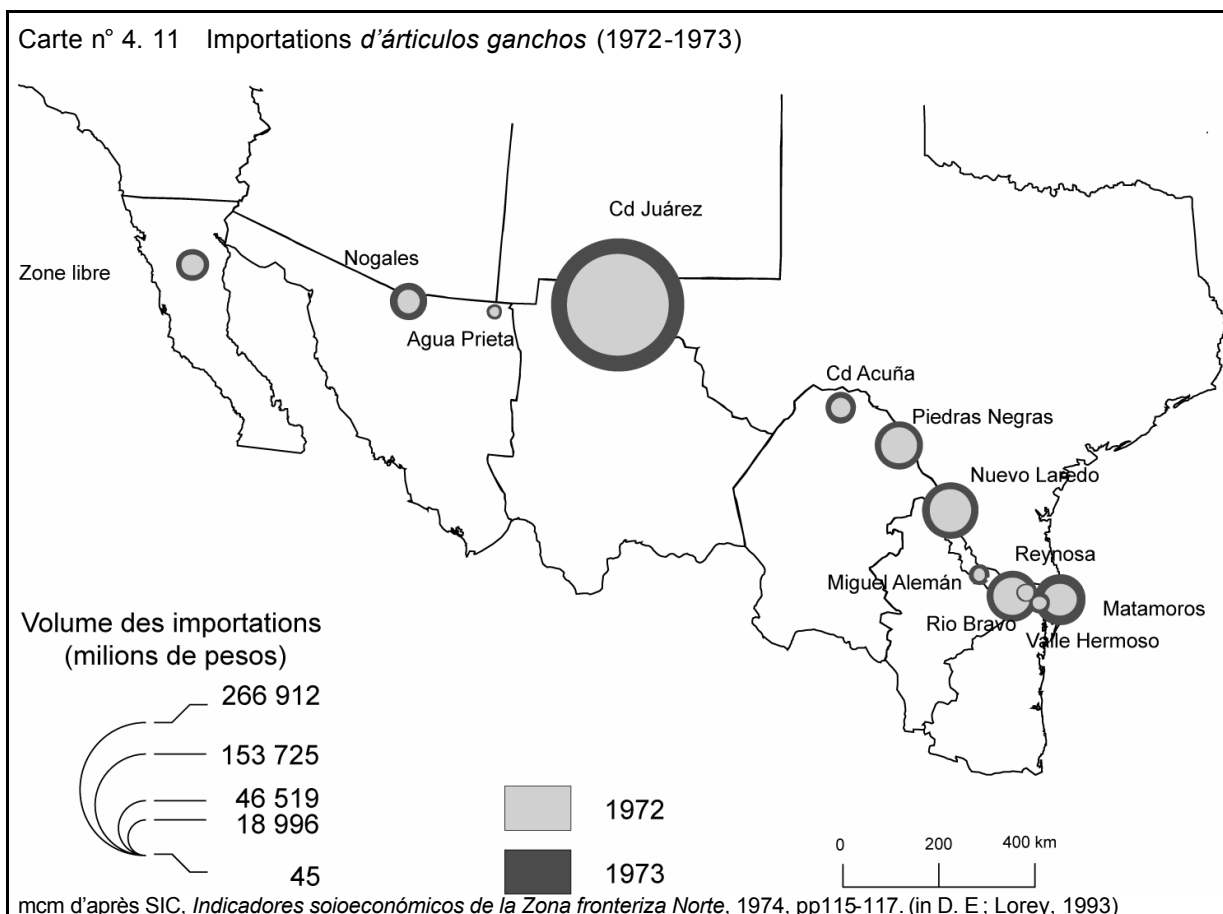 Carte n° 4. 11 Importations d'árticulos ganchos (1972-1973)
Cd Juárez
Nogales
Zone libre
Agua Prieta
Cd Acuña
Piedras Negras
Nuevo Laredo
Reynosa
Miguel Alemán
Matamoros
Rio Bravo
Valle Hermoso
Volume des importations
(milions de pesos)
266 912
153 725
46 519
18 996
45
1972
1973
0 200 400 km
mcm d'après SIC, Indicadores soioeconómicos de la Zona fronteriza Norte, 1974, pp115-117. (in D. E ; Lorey, 1993)